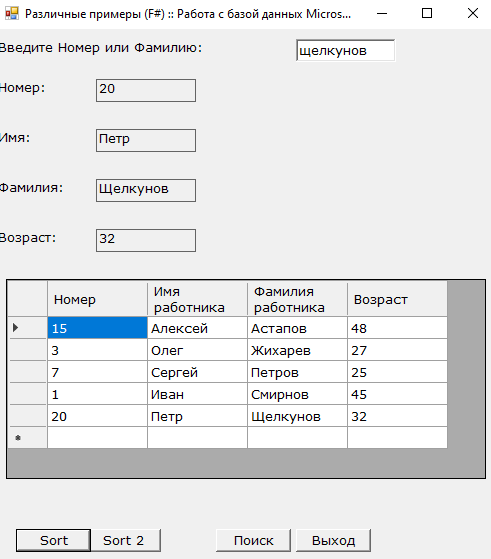 Различные примеры (F#) :: Работа с базой данных Micros...
Введите Номер или Фамилию: щелкунов
Номер: 20
Имя: Петр
Фамилия: Щелкунов
Возраст: 32
Номер Имя работника Фамилия работника Возраст
15 Алексей Астапов 48
3 Олег Жихарев 27
7 Сергей Петров 25
1 Иван Смирнов 45
20 Петр Щелкунов 32
*
Sort Sort 2 Поиск Выход